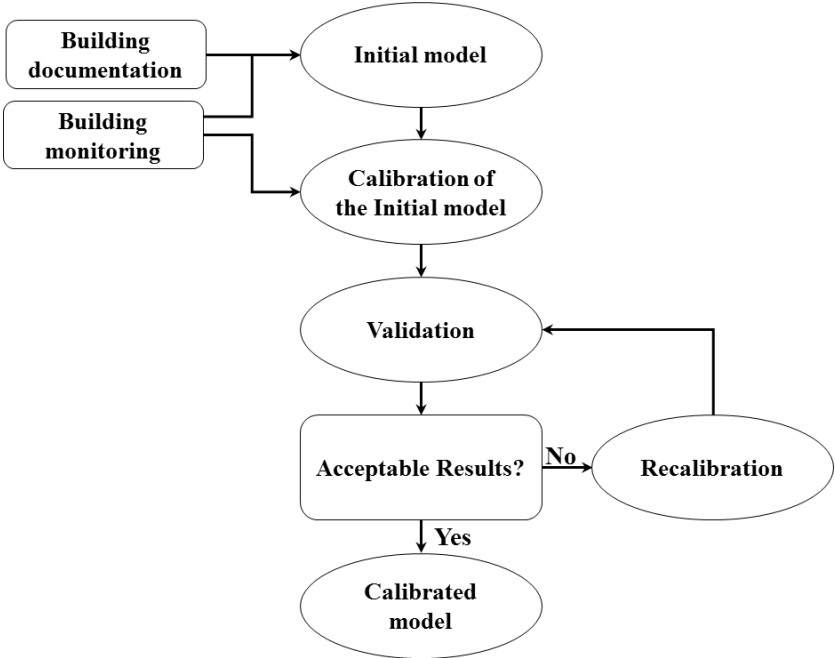 Building
documentation
Initial model
Building
monitoring
Calibration of
the Initial model
Validation
Acceptable Results?
No
Recalibration
Yes
Calibrated
model